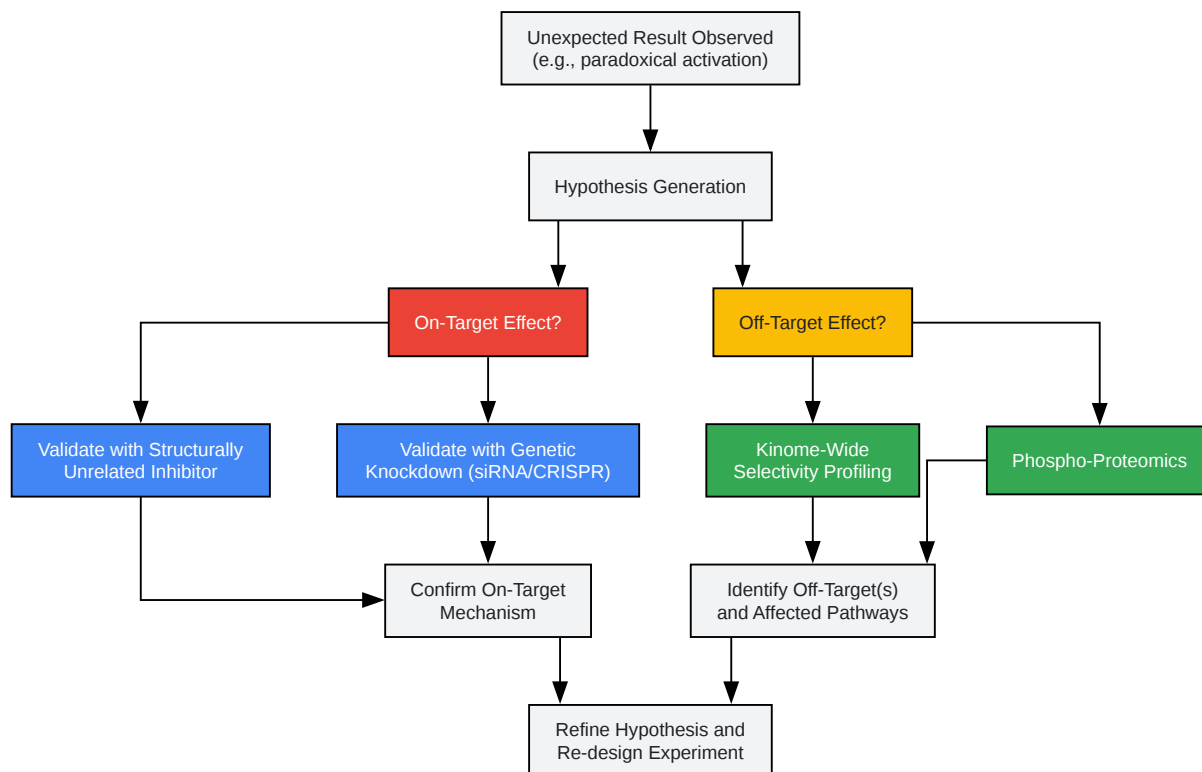 Unexpected Result Observed
(e.g., paradoxical activation)
Hypothesis Generation
On-Target Effect?
Off-Target Effect?
Validate with Structurally
Unrelated Inhibitor
Validate with Genetic
Knockdown (siRNA/CRISPR)
Kinome-Wide
Selectivity Profiling
Phospho-Proteomics
Confirm On-Target
Mechanism
Identify Off-Target(s)
and Affected Pathways
Refine Hypothesis and
Re-design Experiment